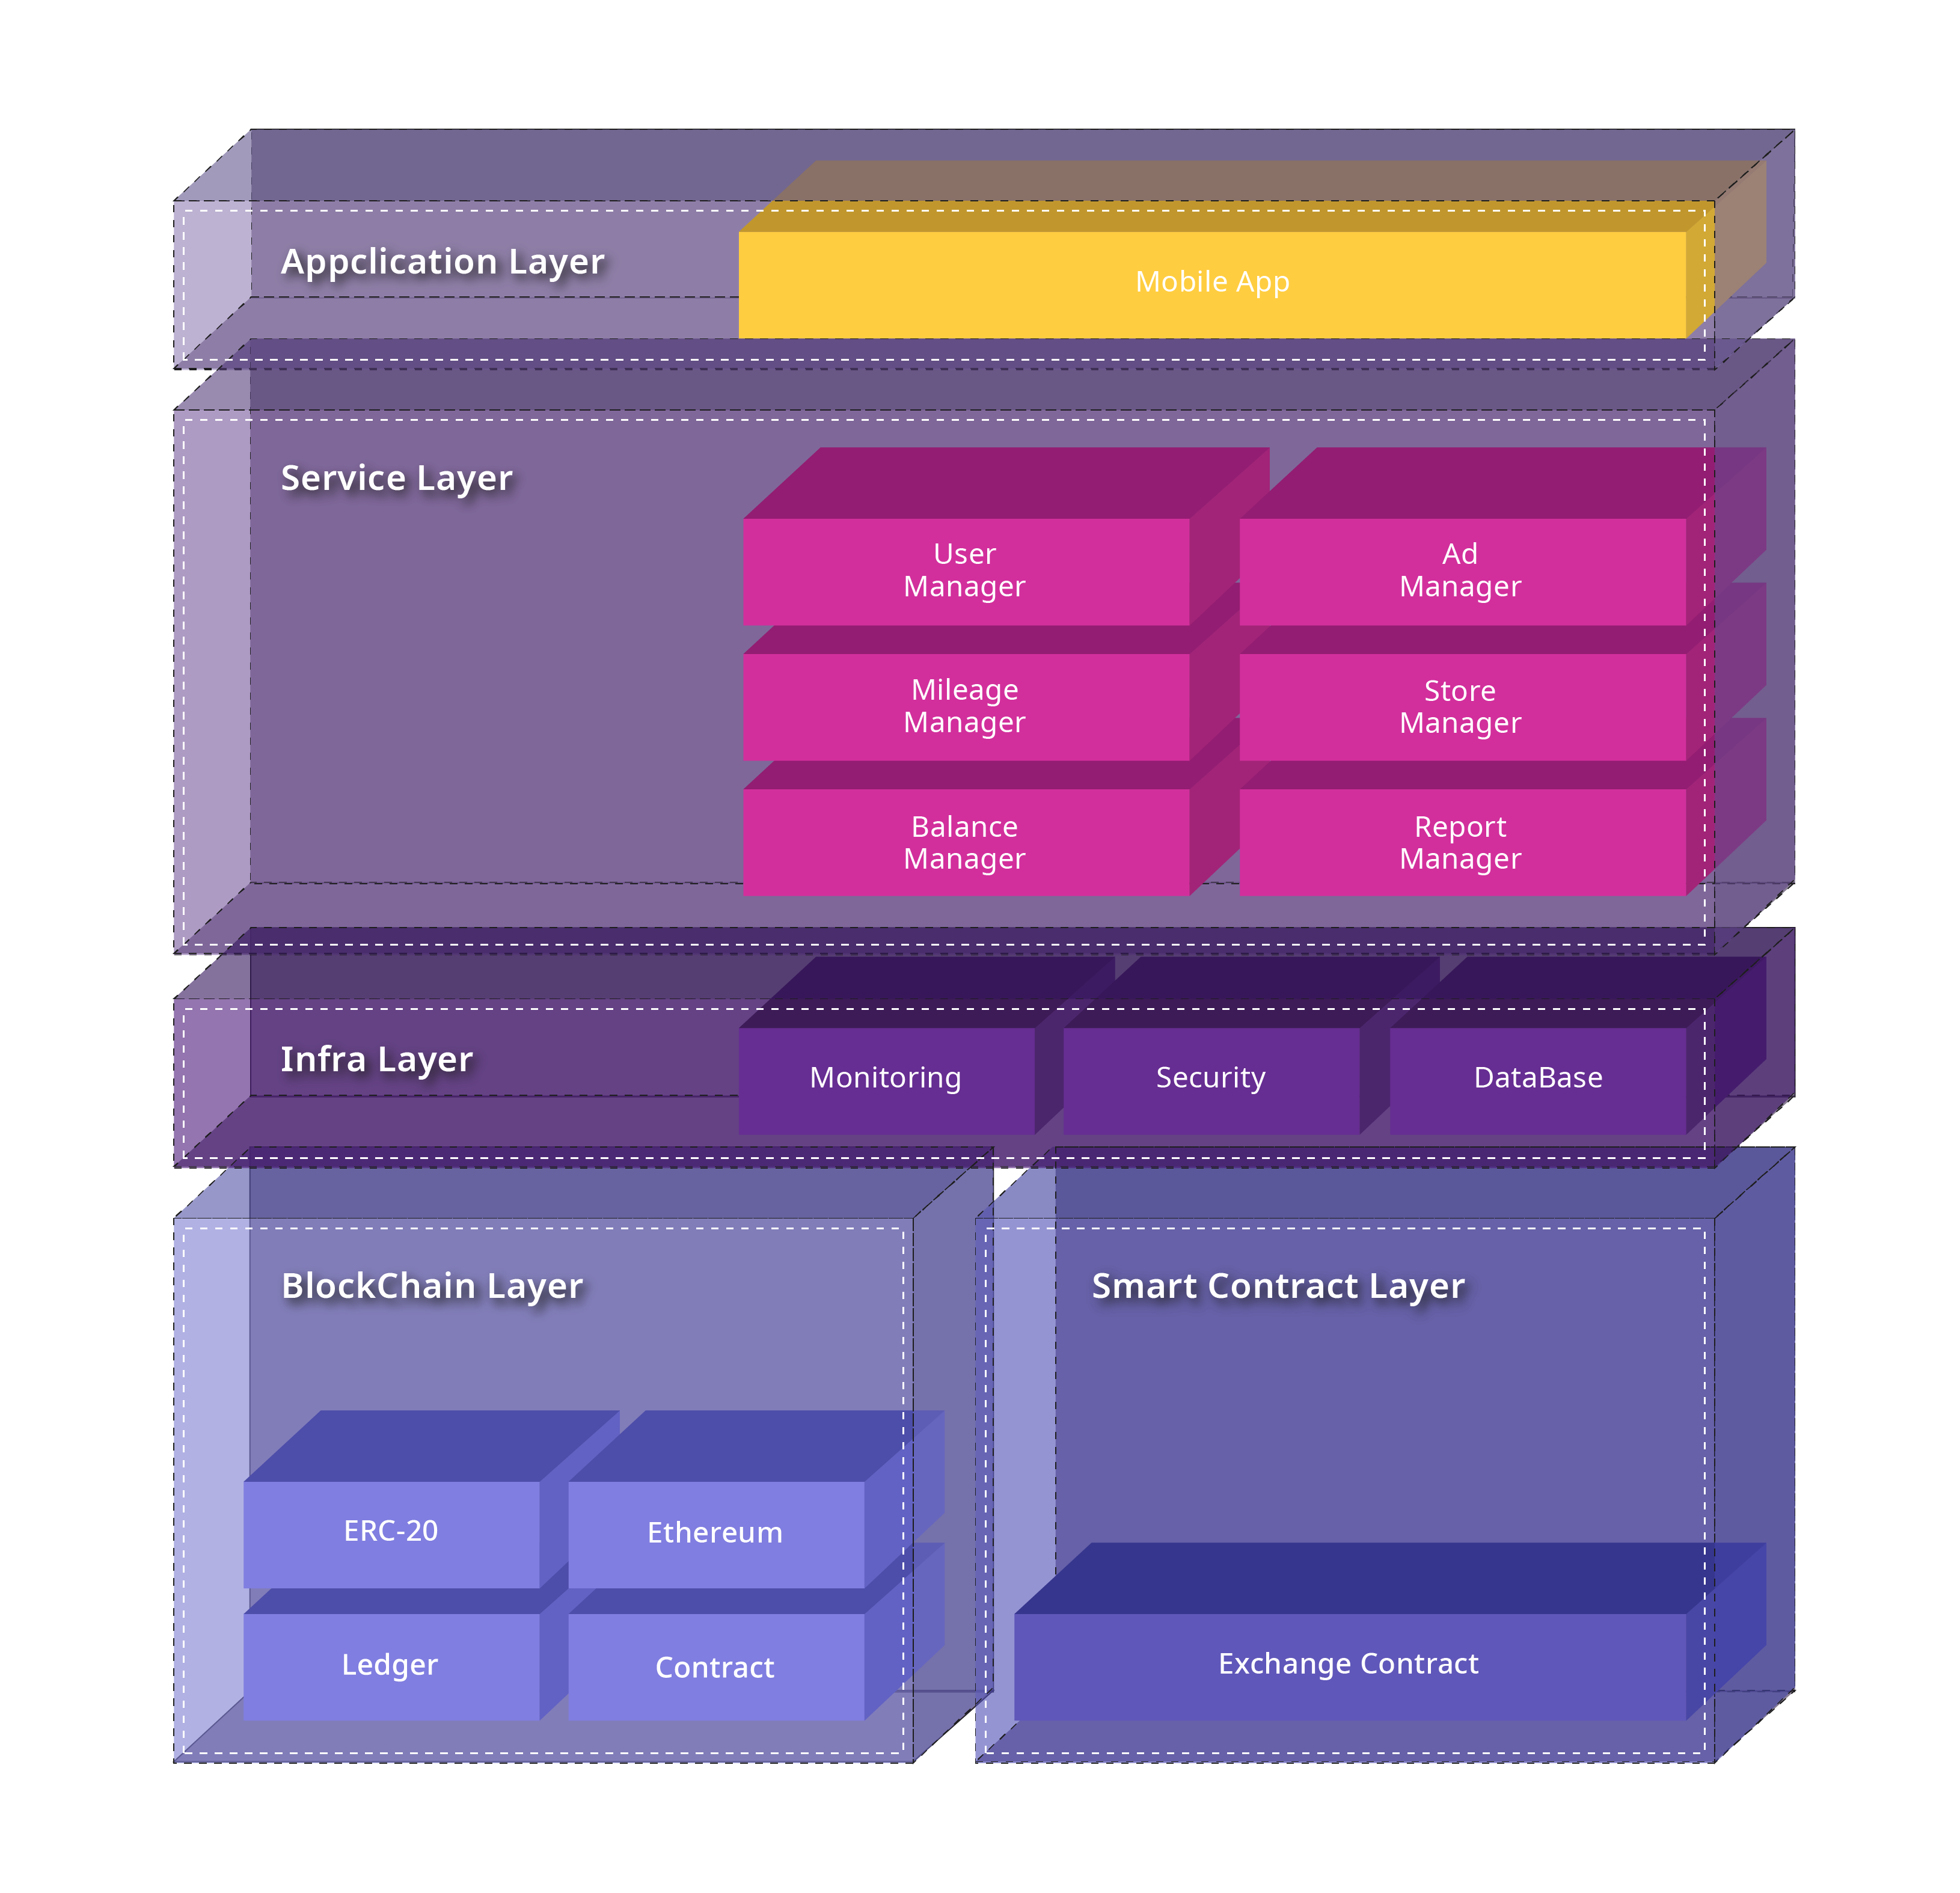 Appclication Layer
Mobile App
Service Layer
User
Manager
Ad
Manager
Mileage
Manager
Store
Manager
Balance
Manager
Report
Manager
Infra Layer
Monitoring
Security
DataBase
BlockChain Layer
Smart Contract Layer
ERC-20
Ethereum
Ledger
Contract
Exchange Contract